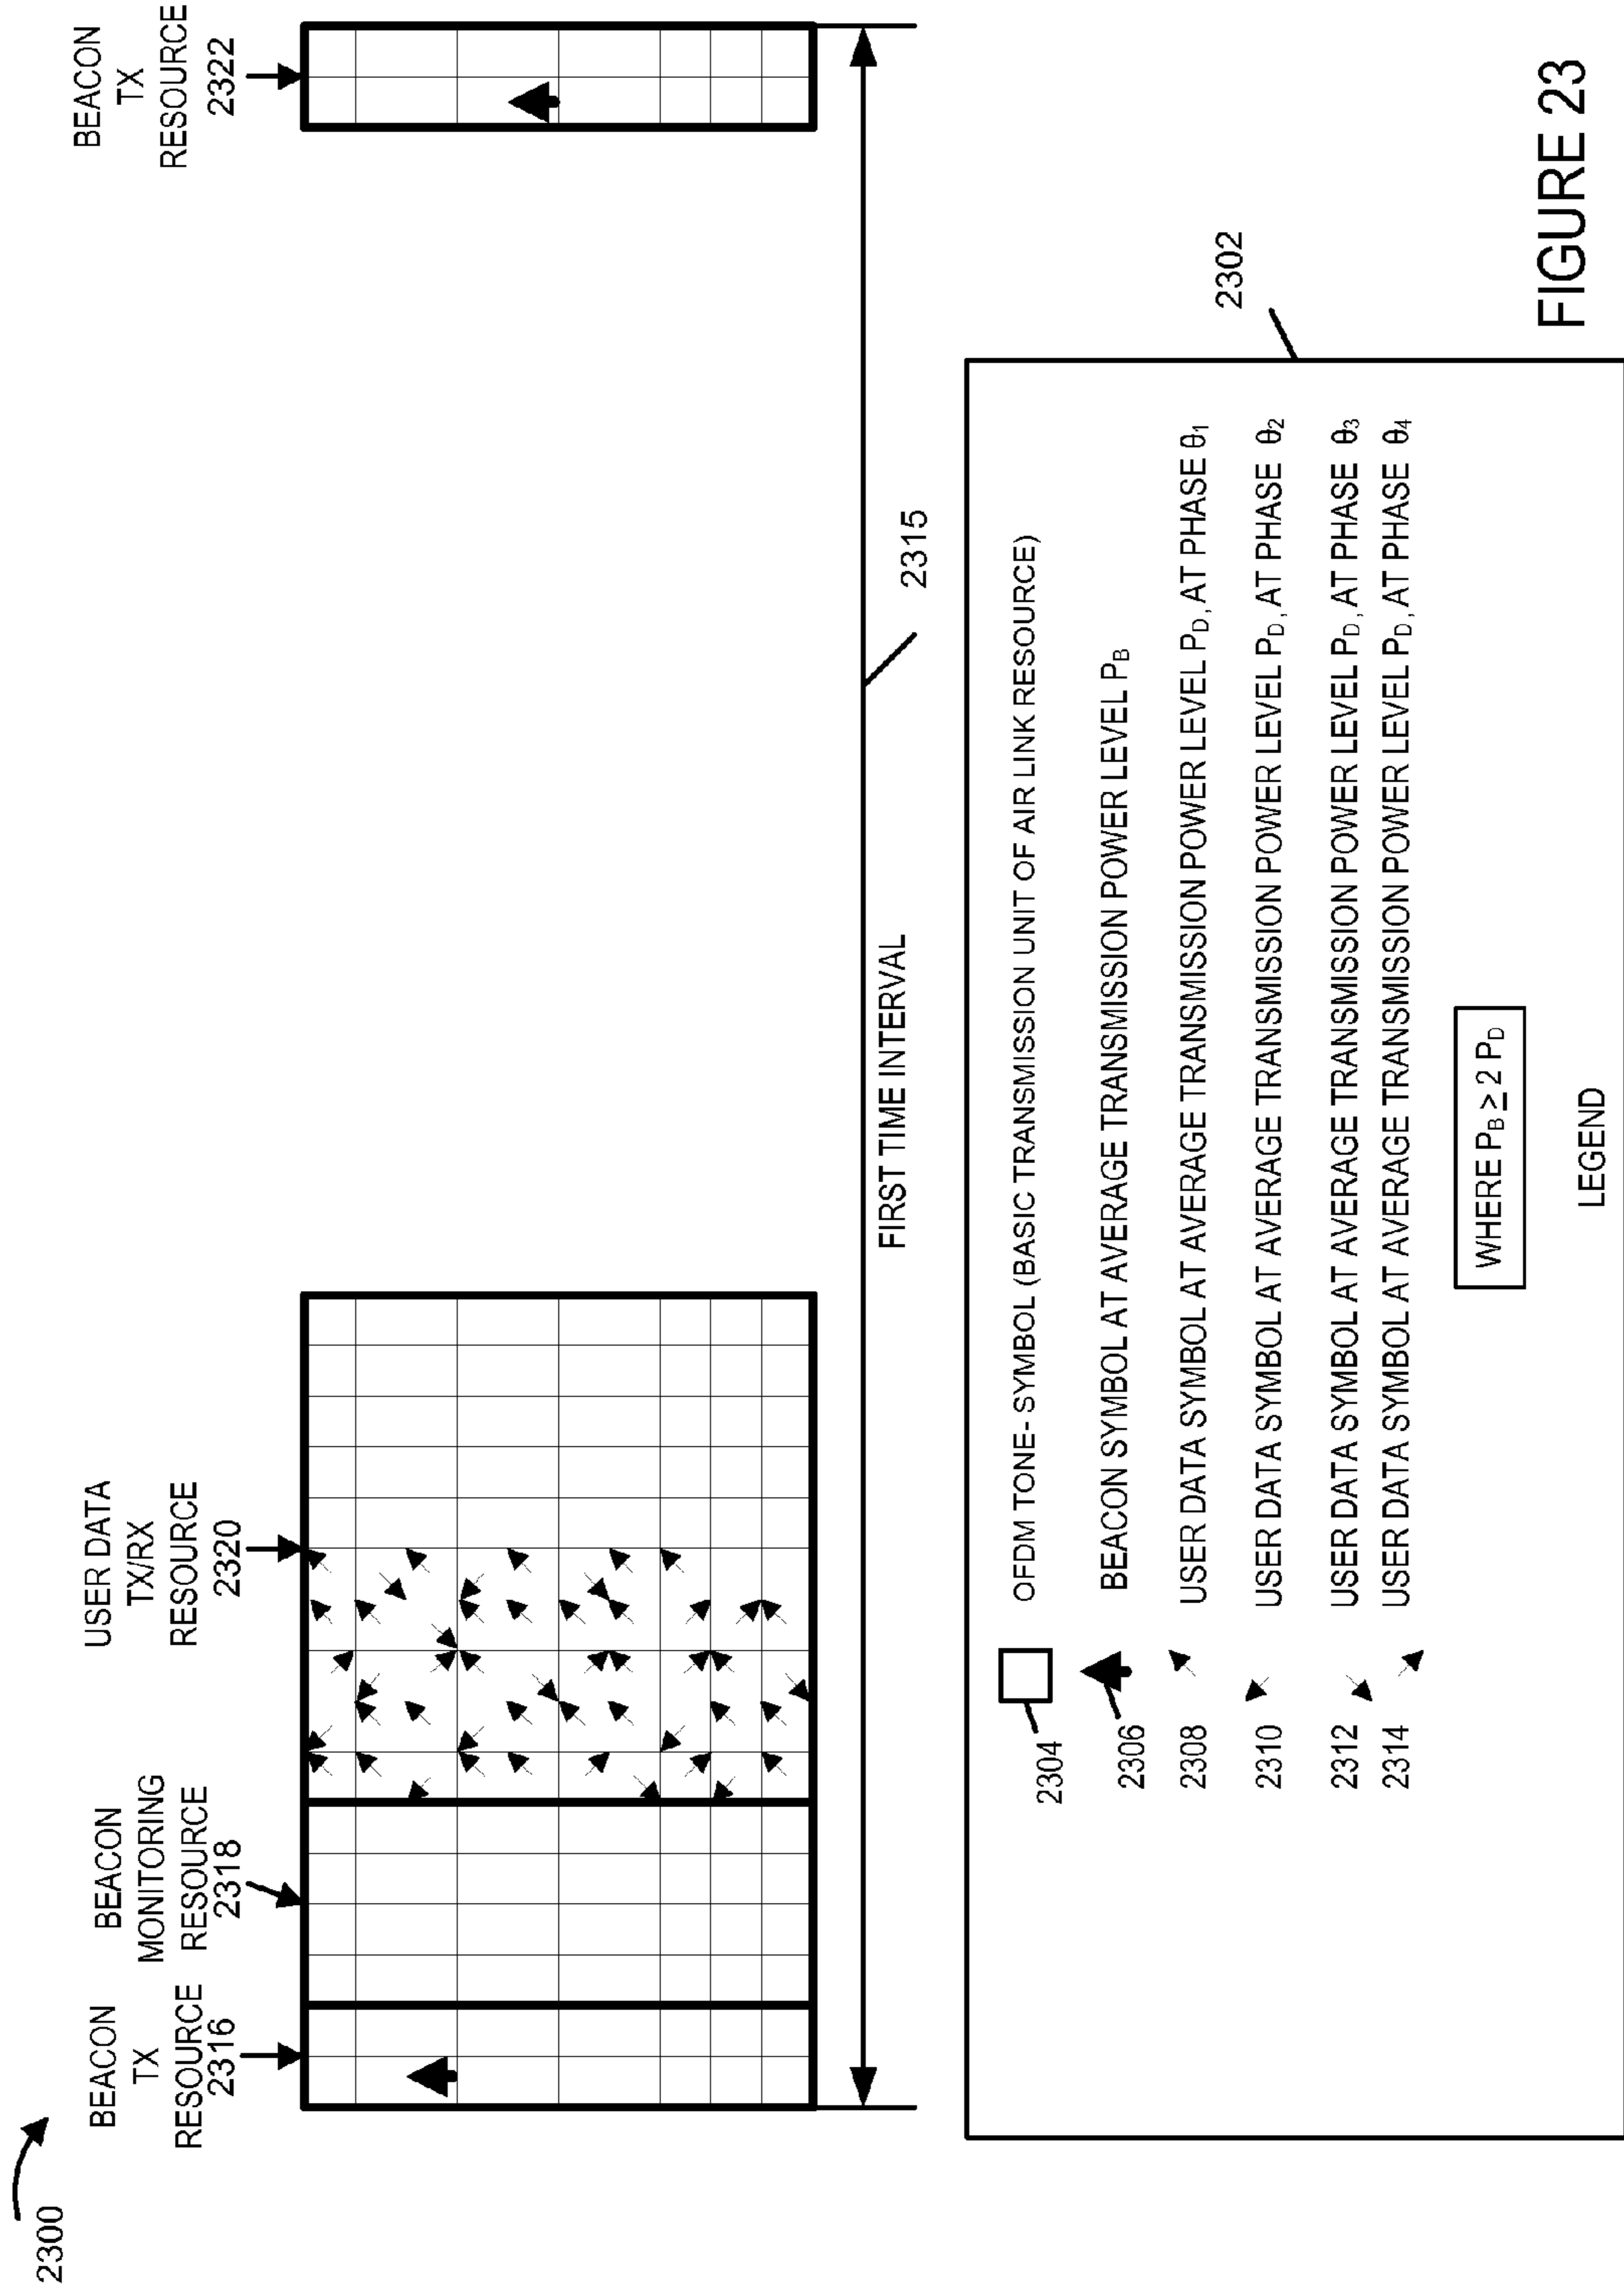 2300
BEACON
TX
RESOURCE
2316
BEACON
MONITORING
RESOURCE
2318
USER DATA
TX/RX
RESOURCE
2320
BEACON
TX
RESOURCE
2322
FIRST TIME INTERVAL
2315
2302
2304
OFDM TONE- SYMBOL (BASIC TRANSMISSION UNIT OF AIR LINK RESOURCE)
2306
BEACON SYMBOL AT AVERAGE TRANSMISSION POWER LEVEL P_B
2308
USER DATA SYMBOL AT AVERAGE TRANSMISSION POWER LEVEL P_D, AT PHASE θ₁
2310
USER DATA SYMBOL AT AVERAGE TRANSMISSION POWER LEVEL P_D, AT PHASE θ₂
2312
USER DATA SYMBOL AT AVERAGE TRANSMISSION POWER LEVEL P_D, AT PHASE θ₃
2314
USER DATA SYMBOL AT AVERAGE TRANSMISSION POWER LEVEL P_D, AT PHASE θ₄
WHERE P_B ≥ 2 P_D
LEGEND
FIGURE 23